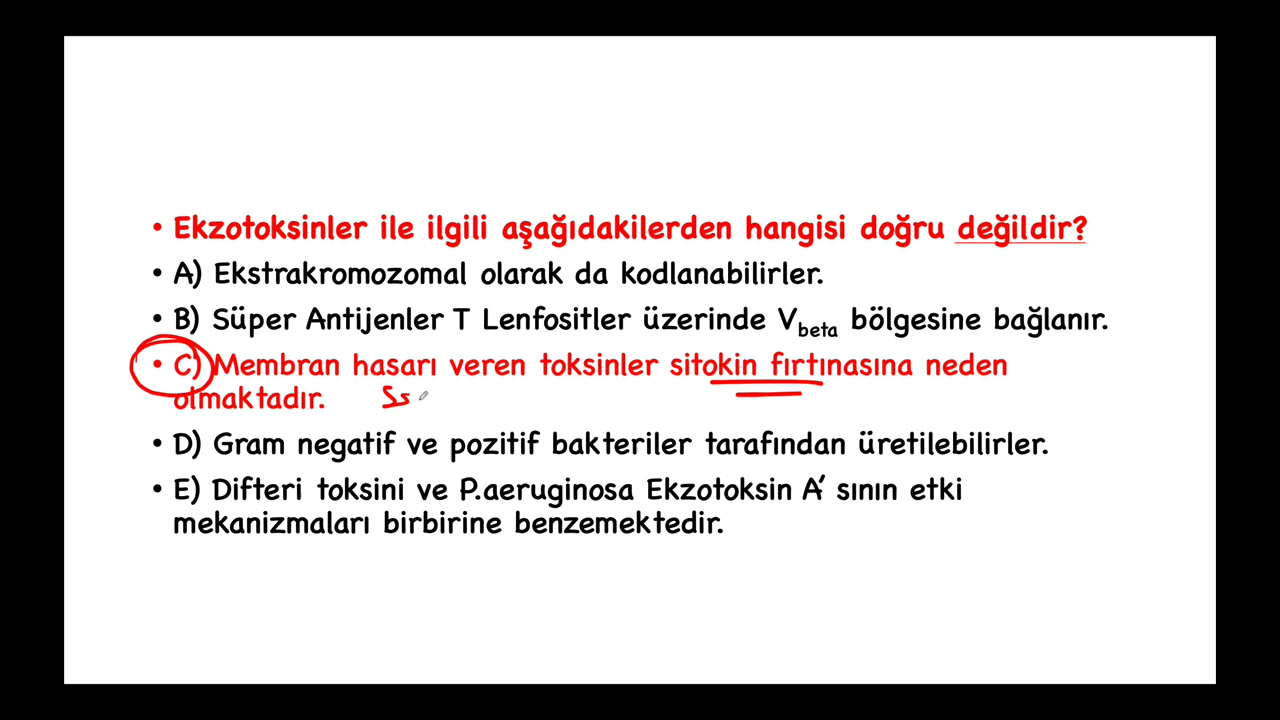 • Ekzotoksinler ile ilgili aşağıdakilerden hangisi doğru değildir?
• A) Ekstrakromozomal olarak da kodlanabilirler.
• B) Süper Antijenler T Lenfositler üzerinde Vbeta bölgesine bağlanır.
• C) Membran hasarı veren toksinler sitokin fırtınasına neden
olmaktadır.
• D) Gram negatif ve pozitif bakteriler tarafından üretilebilirler.
• E) Difteri toksini ve P.aeruginosa Ekzotoksin A' sının etki
mekanizmaları birbirine benzemektedir.